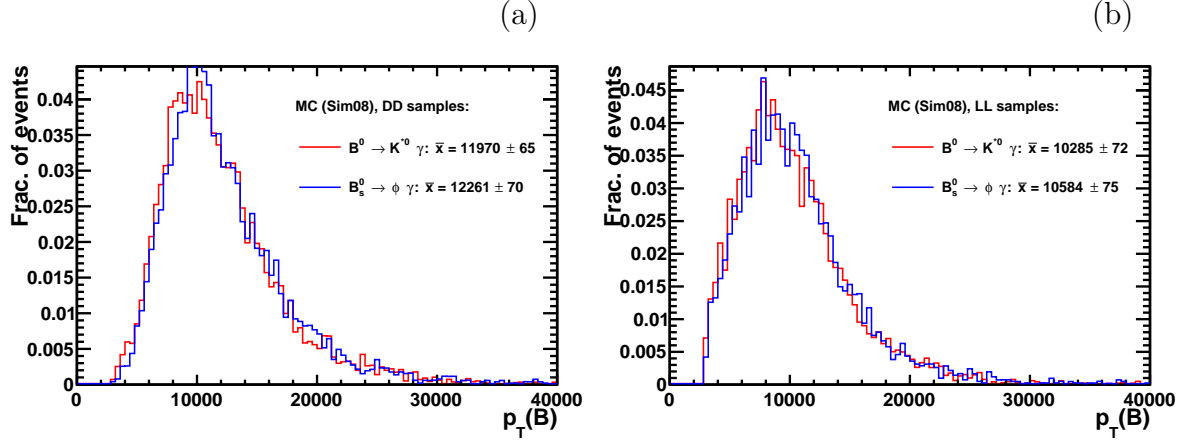 (a)
Frac. of events
0.04
0.035
0.03
0.025
0.02
0.015
0.01
0.005
0
MC (Sim08), DD samples:
B⁰ → K*⁰ γ: x̄ = 11970 ± 65
B⁰ₛ → ϕ γ: x̄ = 12261 ± 70
0 10000 20000 30000 40000
p_T(B)
(b)
Frac. of events
0.045
0.04
0.035
0.03
0.025
0.02
0.015
0.01
0.005
0
MC (Sim08), LL samples:
B⁰ → K*⁰ γ: x̄ = 10285 ± 72
B⁰ₛ → ϕ γ: x̄ = 10584 ± 75
0 10000 20000 30000 40000
p_T(B)